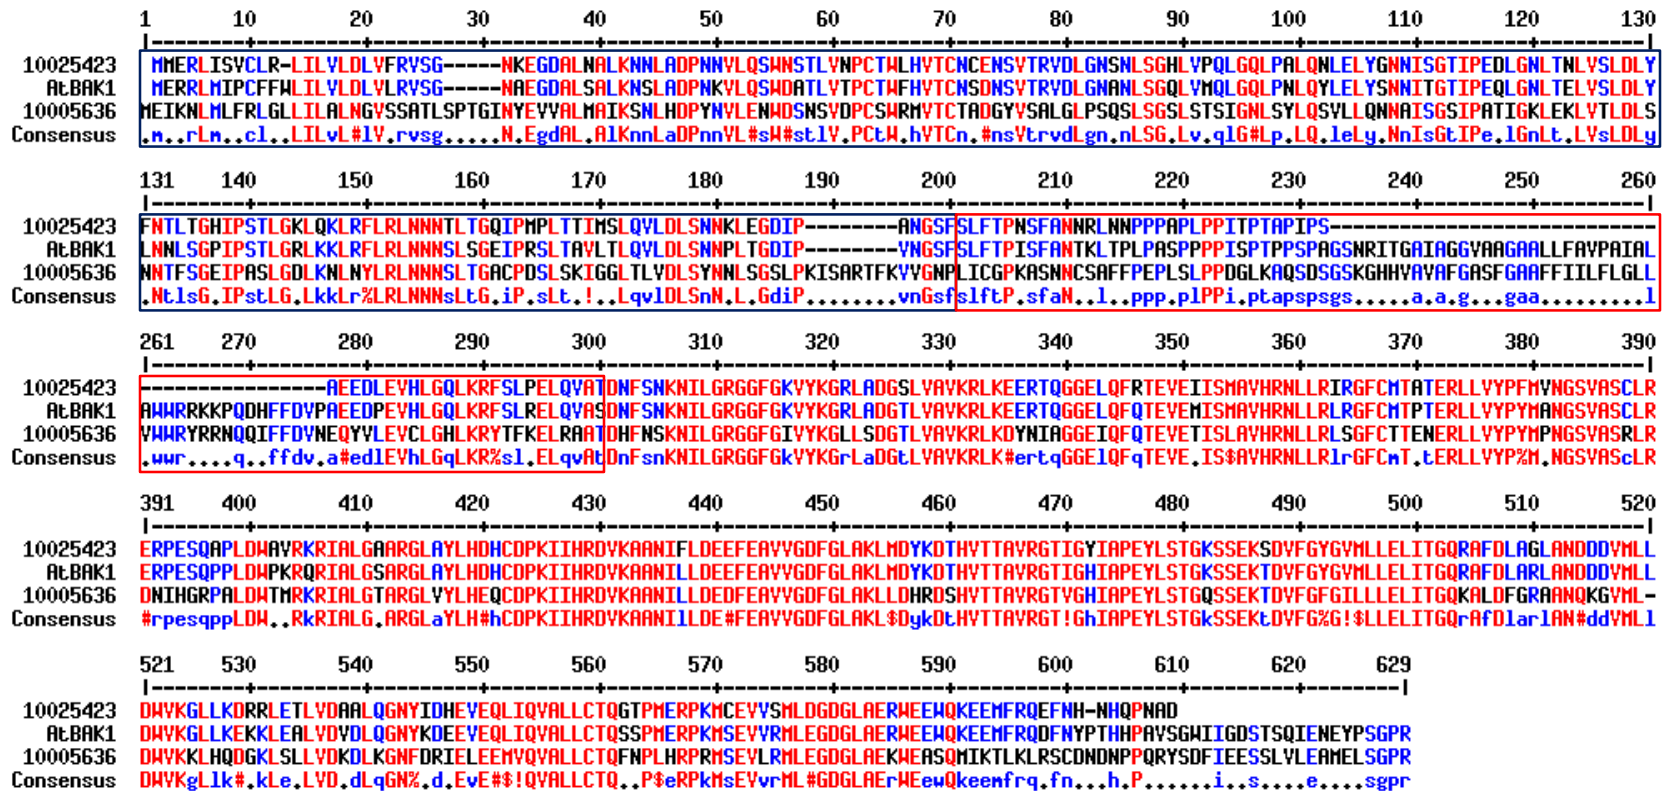 1 10 20 30 40 50 60 70 80 90 100 110 120 130
|--------+---------+---------+---------+---------+---------+---------+---------+---------+---------+---------+---------+---------|
10025423 MMERLISVCLR-LILVLDLVFRVSG-----NKEGDALNALKNNLADPNNVLQSWNSTLVNPCTWLHVTCNCENSVTRVDLGNSNLSGHLVPQLGQLPALQNLELYGNNISGTIPEDLGNLTNLVSLDLY
AtBAK1 MERRLMIPCFFWLILVLDLVLRVSG-----NAEGDALSALKNSLADPNKVLQSWDATLVTPCTWFHVTCNSDNSVTRVDLGNANLSGQLVMQLGQLPNLQYLELYSNNITGTIPEQLGNLTELVSLDLY
10005636 MEIKNLMLFRLGLLILALNGVSSATLSPTGINYEVVALMAIKSNLHDPYNVLENWDSNSVDPCSWRMVTCTADGYVSALGLPSQSLSGSLSTSIGNLSYLQSVLLQNNAISGSIPATIGKLEKLVTLDLS
Consensus .m..rLm..cl..LILvL#lV.rvsg.....N.EgdAL.AlKnnLaDPnnVL#sW#stlV.PCtW.hVTCn.#nsVtrvdLgn.nLSG.Lv.qlG#Lp.LQ.leLy.NnIsGtIPe.lGnLt.LVsLDLy
131 140 150 160 170 180 190 200 210 220 230 240 250 260
|--------+---------+---------+---------+---------+---------+---------+---------+---------+---------+---------+---------+---------|
10025423 FNTLTGHIPSTLGKLQKLRFLRLNNNTLTGQIPMPLTTIMSLQVLDLSNNKLEGDIP--------ANGSFSLFTPNSFANNRLNNPPPAPLPPITPTAPIPS----------------------------
AtBAK1 LNNLSGPIPSTLGRLKKLRFLRLNNNSLSGEIPRSLTAVLTLQVLDLSNNPLTGDIP--------VNGSFSLFTPISFANTKLTPLPASPPPPISPTPPSPAGSNRITGAIAGGVAAGAALLFAVPAIAL
10005636 NNTFSGEIPASLGDLKNLNYLRLNNNSLTGACPDSLSKIGGLTLVDLSYNNLSGSLPKISARTFKVVGNPLICGPKASNNCSAFFPEPLSLPPDGLKAQSDSGSKGHHVAVAFGASFGAAFFIILFLGLL
Consensus .NtlsG.IPstLG.LkkLr%LRLNNNsLtG.iP.sLt.!..LqvlDLSnN.L.GdiP........vnGsfslftP.sfaN..l..ppp.plPPi.ptapspsgs.....a.a.g...gaa.........l
261 270 280 290 300 310 320 330 340 350 360 370 380 390
|--------+---------+---------+---------+---------+---------+---------+---------+---------+---------+---------+---------+---------|
10025423 ----------------AEEDLEVHLGQLKRFSLPELQVATDNFSNKNILGRGGFGKVYKGRLADGSLVAVKRLKEERTQGGELQFRTEVEIISMAVHRNLLRIRGFCMTATERLLVYPFMVNGSVASCLR
AtBAK1 AWWRRKKPQDHFFDVPAEEDPEVHLGQLKRFSLRELQVASDNFSNKNILGRGGFGKVYKGRLADGTLVAVKRLKEERTQGGELQFQTEVEMISMAVHRNLLRLRGFCMTPTERLLVYPYMANGSVASCLR
10005636 VWWRYRRNQQIFFDVNEQYVLEVCLGHLKRYTFKELRAATDHFNSKNILGRGGFGIVYKGLLSDGTLVAVKRLKDYNIAGGEIQFQTEVETISLAVHRNLLRLSGFCTTENERLLVYPYMPNGSVASRLR
Consensus .wwr....q..ffdv.a#edlEVhLGqLKR%sl.ELqvAtDnFsnKNILGRGGFGkVYKGrLaDGtLVAVKRLK#ertqGGElQFqTEVE.IS$AVHRNLLRlrGFCmT.tERLLVYP%M.NGSVAScLR
391 400 410 420 430 440 450 460 470 480 490 500 510 520
|--------+---------+---------+---------+---------+---------+---------+---------+---------+---------+---------+---------+---------|
10025423 ERPESQAPLDWAVRKRIALGAARGLAYLHDHCDPKIIHRDVKAANIFLDEEFEAVVGDFGLAKLMDYKDTHVTTAVRGTIGYIAPEYLSTGKSSEKSDVFGYGVMLLELITGQRAFDLAGLANDDDVMLL
AtBAK1 ERPESQPPLDWPKRQRIALGSARGLAYLHDHCDPKIIHRDVKAANILLDEEFEAVVGDFGLAKLMDYKDTHVTTAVRGTIGHIAPEYLSTGKSSEKTDVFGYGVMLLELITGQRAFDLARLANDDDVMLL
10005636 DNIHGRPALDWTMRKRIALGTARGLVYLHEQCDPKIIHRDVKAANILLDEDFEAVVGDFGLAKLLDHRDSHVTTAVRGTVGHIAPEYLSTGQSSEKTDVFGFGILLLELITGQKALDFGRAANQKGVML-
Consensus #rpesqppLDW..RkRIALG.ARGLaYLH#hCDPKIIHRDVKAANIlLDE#FEAVVGDFGLAKL$DykDtHVTTAVRGT!GhIAPEYLSTGkSSEKtDVFG%G!$LLELITGQrAfDlarlAN#ddVMLl
521 530 540 550 560 570 580 590 600 610 620 629
|--------+---------+---------+---------+---------+---------+---------+---------+---------+---------+--------|
10025423 DWVKGLLKDRRLETLVDAALQGNYIDHEVEQLIQVALLCTQGTPMERPKMCEVVSMLDGDGLAERWEEWQKEEMFRQEFNH-NHQPNAD
AtBAK1 DWVKGLLKEKKLEALVDVDLQGNYKDEEVEQLIQVALLCTQSSPMERPKMSEVVRMLEGDGLAERWEEWQKEEMFRQDFNYPTHHPAVSGWIIGDSTSQIENEYPSGPR
10005636 DWVKKLHQDGKLSLLVDKDLKGNFDRIELEEMVQVALLCTQFNPLHRPRMSEVLRMLEGDGLAEKWEASQMIKTLKLRSCDNDNPPQRYSDFIEESSLVLEAMELSGPR
Consensus DWVKgLlk#.kLe.LVD.dLqGN%.d.EvE#$!QVALLCTQ..P$eRPkMsEVvrML#GDGLAErWEewQkeemfrq.fn...h.P......i..s....e....sgpr